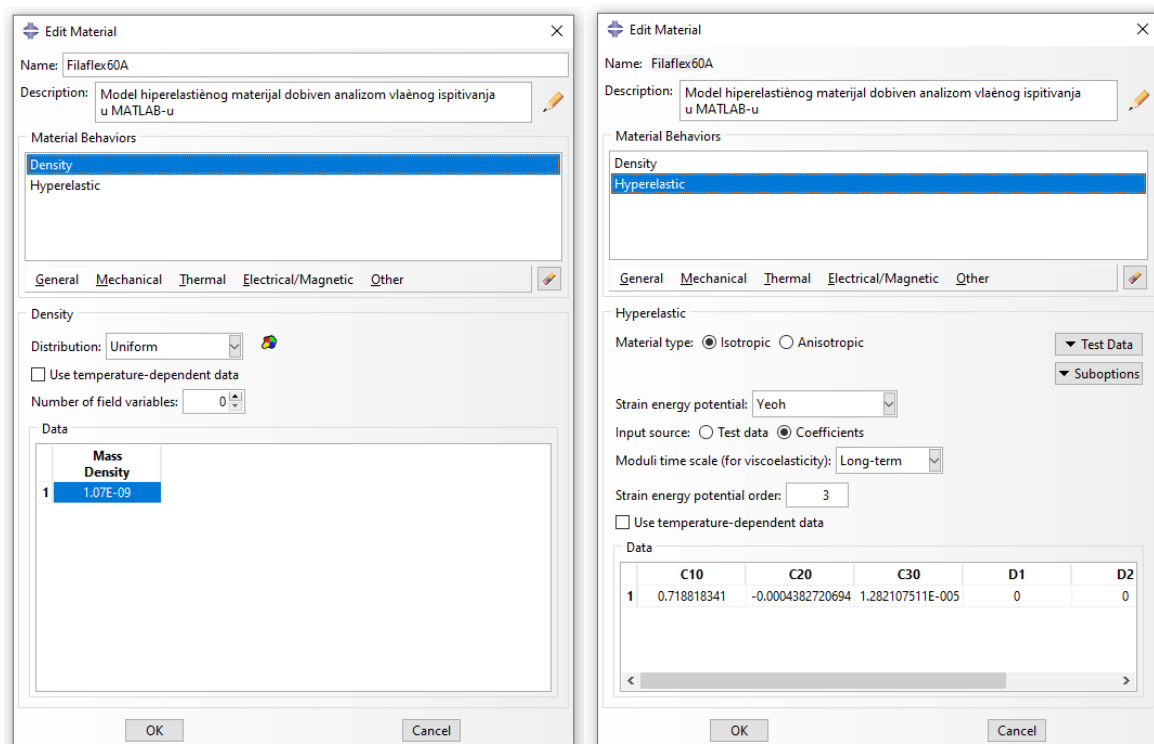 Edit Material
Name: Filaflex60A
Description: Model hiperelastiènog materijal dobiven analizom vlaènog ispitivanja
u MATLAB-u
Material Behaviors
Density
Hyperelastic
General Mechanical Thermal Electrical/Magnetic Other
Density
Distribution: Uniform
Use temperature-dependent data
Number of field variables: 0
Data
Mass
Density
1 1.07E-09
OK Cancel
Edit Material
Name: Filaflex60A
Description: Model hiperelastiènog materijal dobiven analizom vlaènog ispitivanja
u MATLAB-u
Material Behaviors
Density
Hyperelastic
General Mechanical Thermal Electrical/Magnetic Other
Hyperelastic
Material type: Isotropic Anisotropic
Test Data
Suboptions
Strain energy potential: Yeoh
Input source: Test data Coefficients
Moduli time scale (for viscoelasticity): Long-term
Strain energy potential order: 3
Use temperature-dependent data
Data
C10 C20 C30 D1 D2
1 0.718818341 -0.0004382720694 1.282107511E-005 0 0
OK Cancel